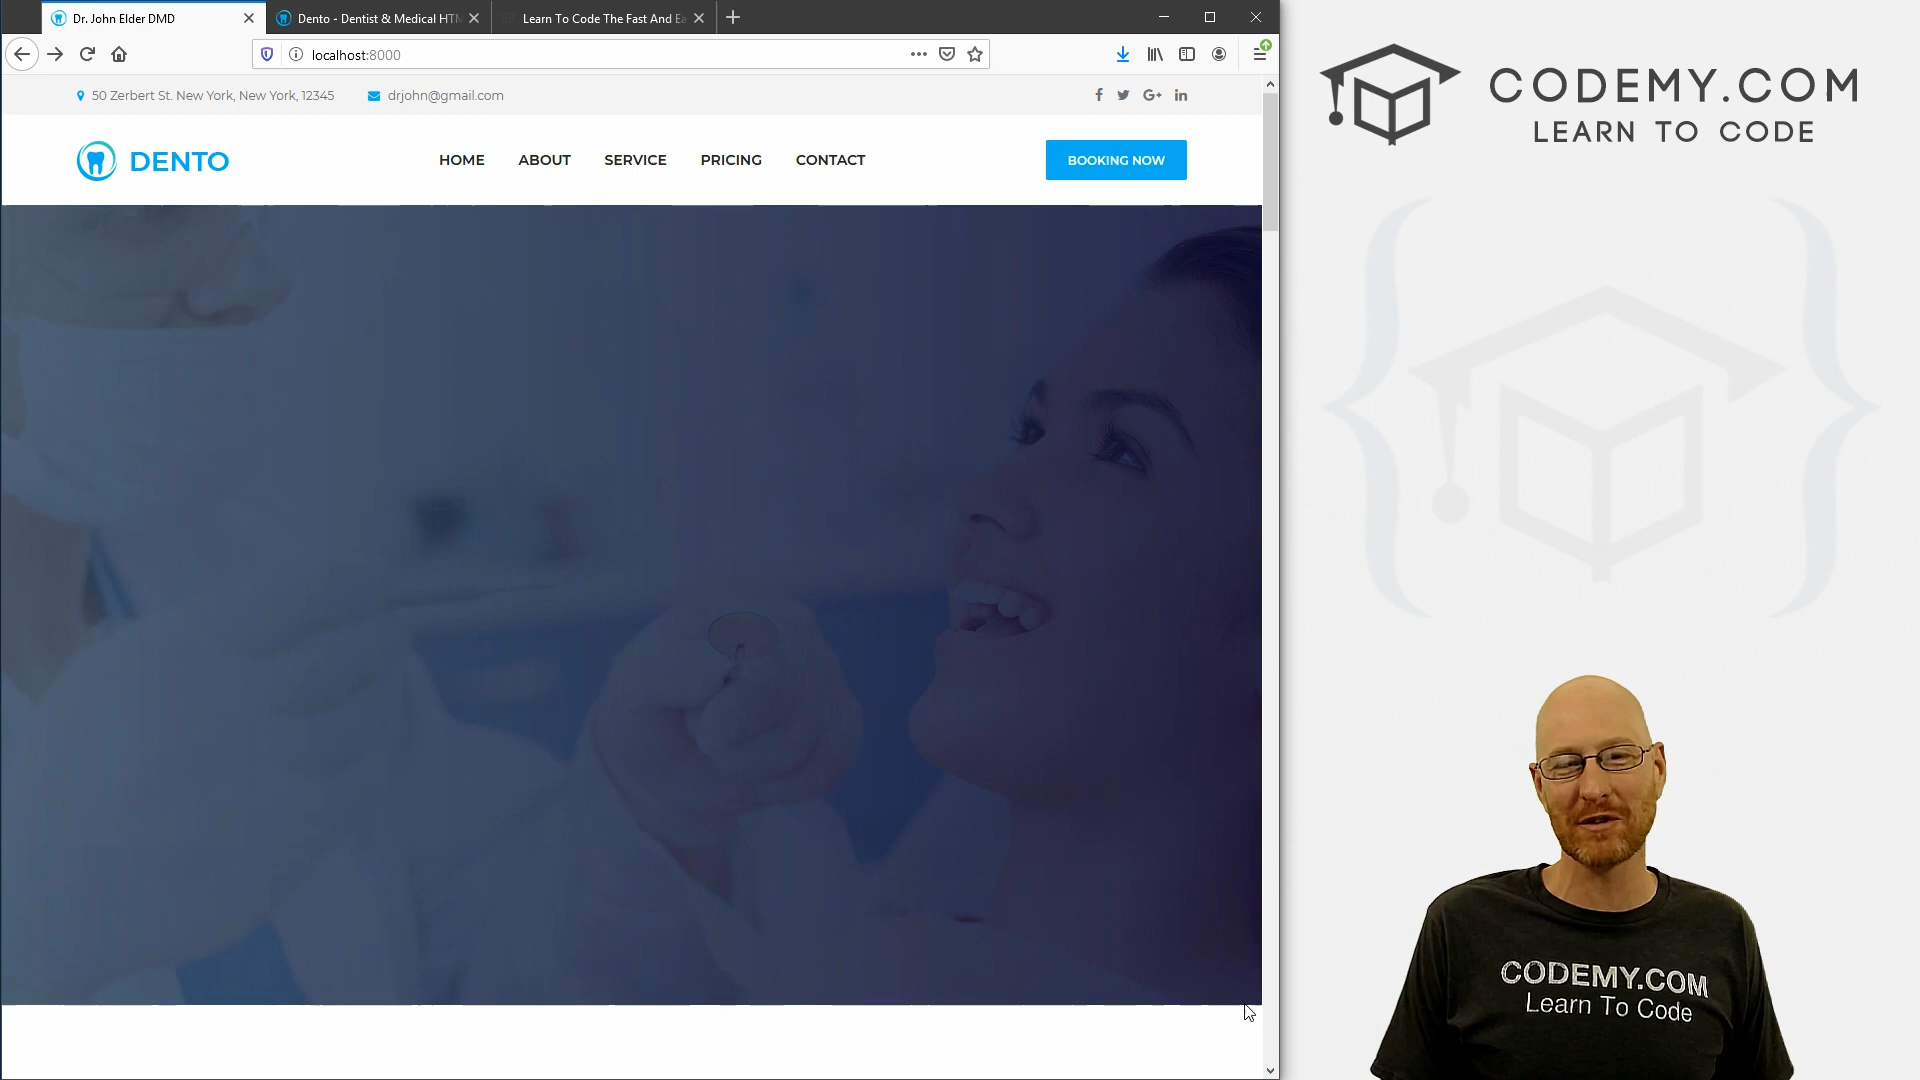 Dr. John Elder DMD
Dento - Dentist & Medical HTM
Learn To Code The Fast And Ea
localhost:8000
50 Zerbert St. New York, New York, 12345
drjohn@gmail.com
DENTO
HOME
ABOUT
SERVICE
PRICING
CONTACT
BOOKING NOW
CODEMY.COM
LEARN TO CODE
CODEMY.COM
Learn To Code